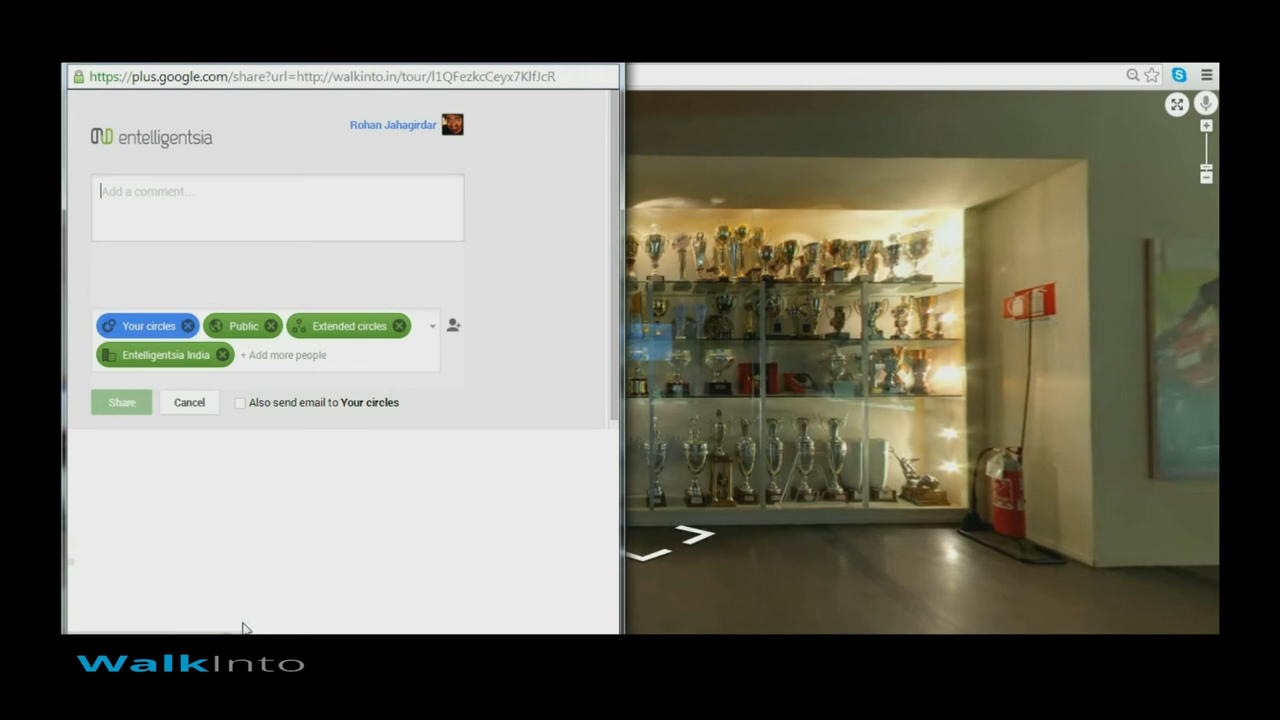 https://plus.google.com/share?url=http://walkinto.in/tour/l1QFezkcCeyx7KlfJcR
entelligentsia
Rohan Jahagirdar
Add a comment...
Your circles
Public
Extended circles
Entelligentsia India
+ Add more people
Share
Cancel
Also send email to Your circles
WalkInto